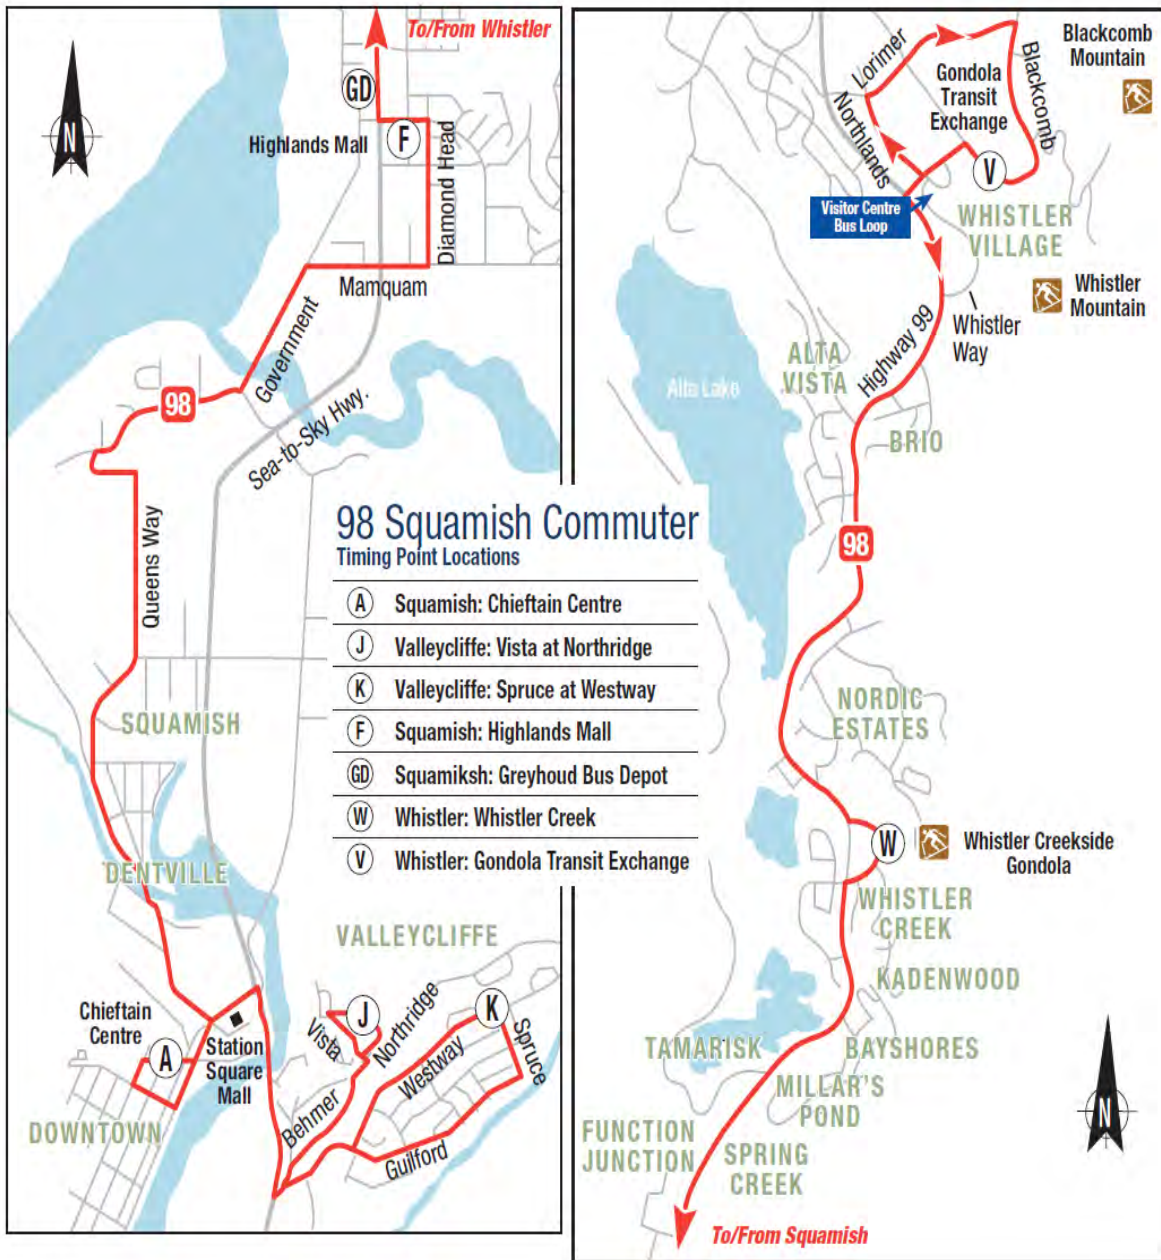 To/From Whistler
GD
Highlands Mall
F
Diamond Head
N
Mamquam
Government
98
Sea-to-Sky Hwy.
Queens Way
SQUAMISH
DENTVILLE
VALLEYCLIFFE
Chieftain
Centre
A
Station
Square
Mall
DOWNTOWN
Vista
J
Northridge
K
Westway
Spruce
Behmer
Guilford
98 Squamish Commuter
Timing Point Locations
A Squamish: Chieftain Centre
J Valleycliffe: Vista at Northridge
K Valleycliffe: Spruce at Westway
F Squamish: Highlands Mall
GD Squamiksh: Greyhoud Bus Depot
W Whistler: Whistler Creek
V Whistler: Gondola Transit Exchange
Lorimer
Gondola
Transit
Exchange
Blackcomb
Blackcomb
Mountain
Northlands
V
Visitor Centre
Bus Loop
WHISTLER
VILLAGE
Whistler
Mountain
Whistler
Way
Highway 99
ALTA
VISTA
Alta Lake
BRIO
98
NORDIC
ESTATES
W
Whistler Creekside
Gondola
WHISTLER
CREEK
KADENWOOD
TAMARISK
BAYSHORES
MILLAR'S
POND
FUNCTION
JUNCTION
SPRING
CREEK
N
To/From Squamish